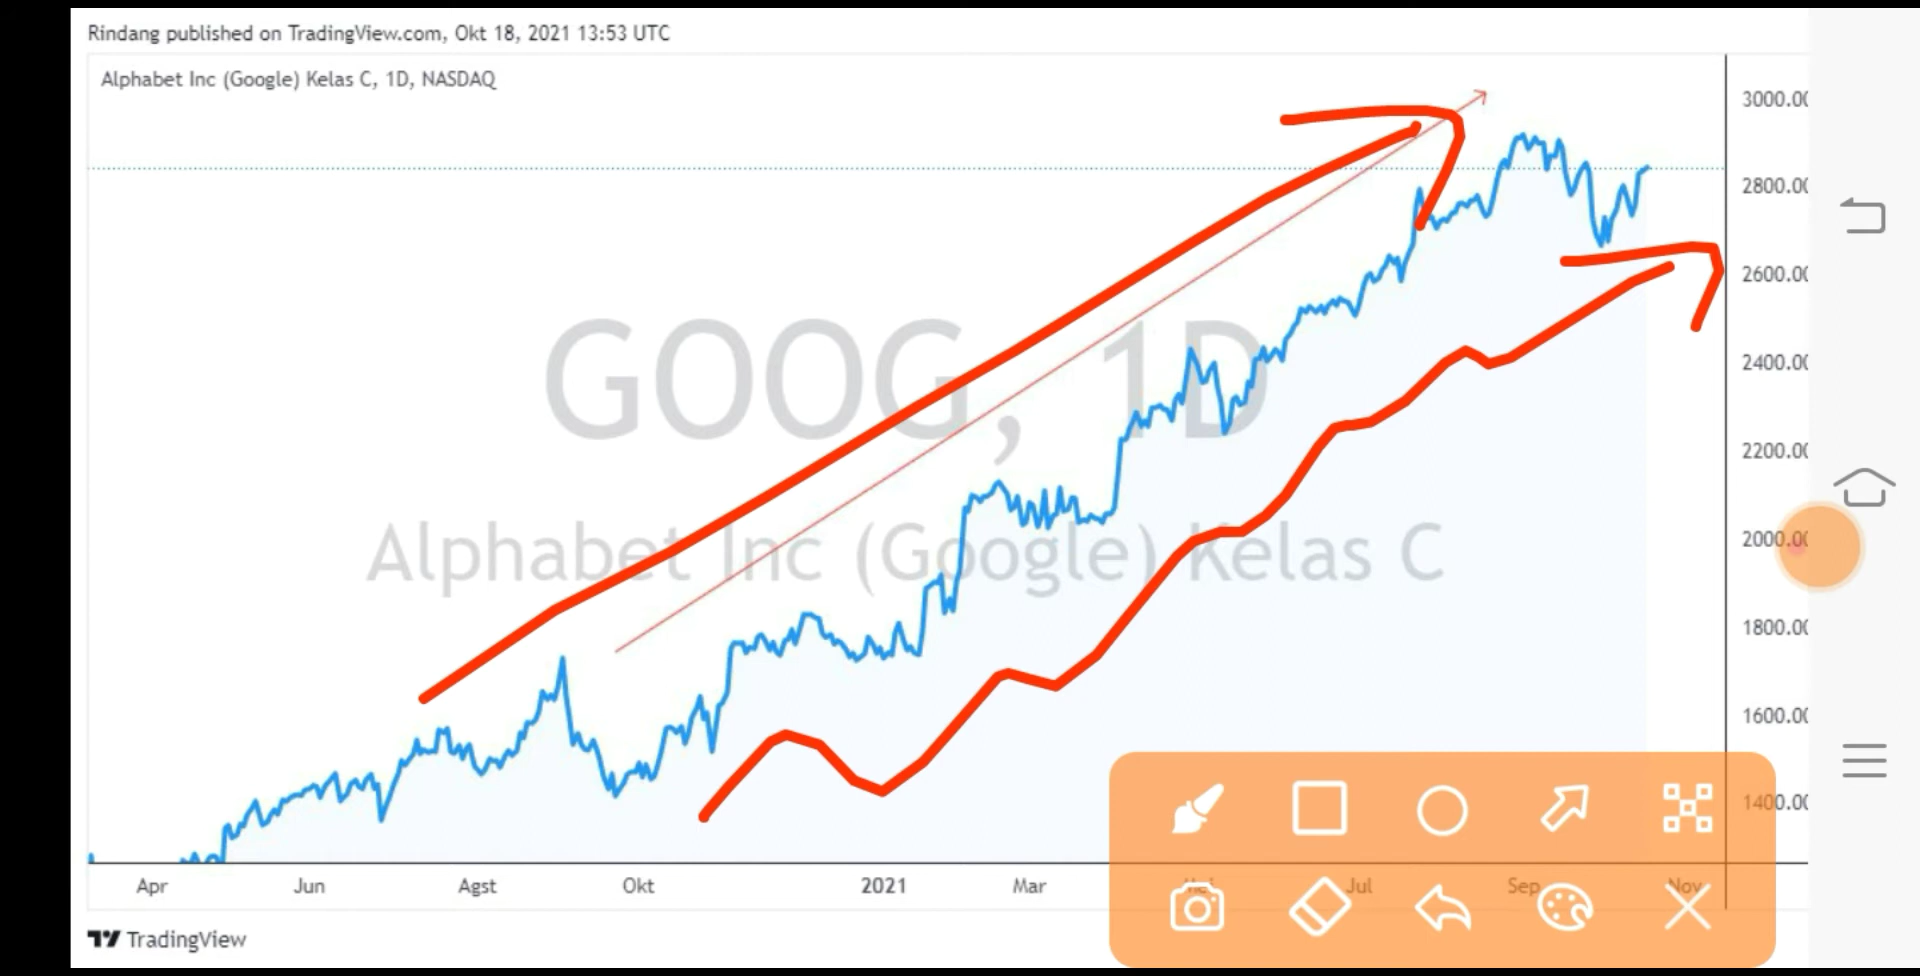 Rindang published on TradingView.com, Okt 18, 2021 13:53 UTC
Alphabet Inc (Google) Kelas C, 1D, NASDAQ
3000.00
2800.00
2600.00
GOOG, 1D
2400.00
2200.00
Alphabet Inc (Google) Kelas C
2000.00
1800.00
1600.00
1400.00
Apr Jun Agst Okt 2021 Mar Mei Jul Sep Nov
TradingView